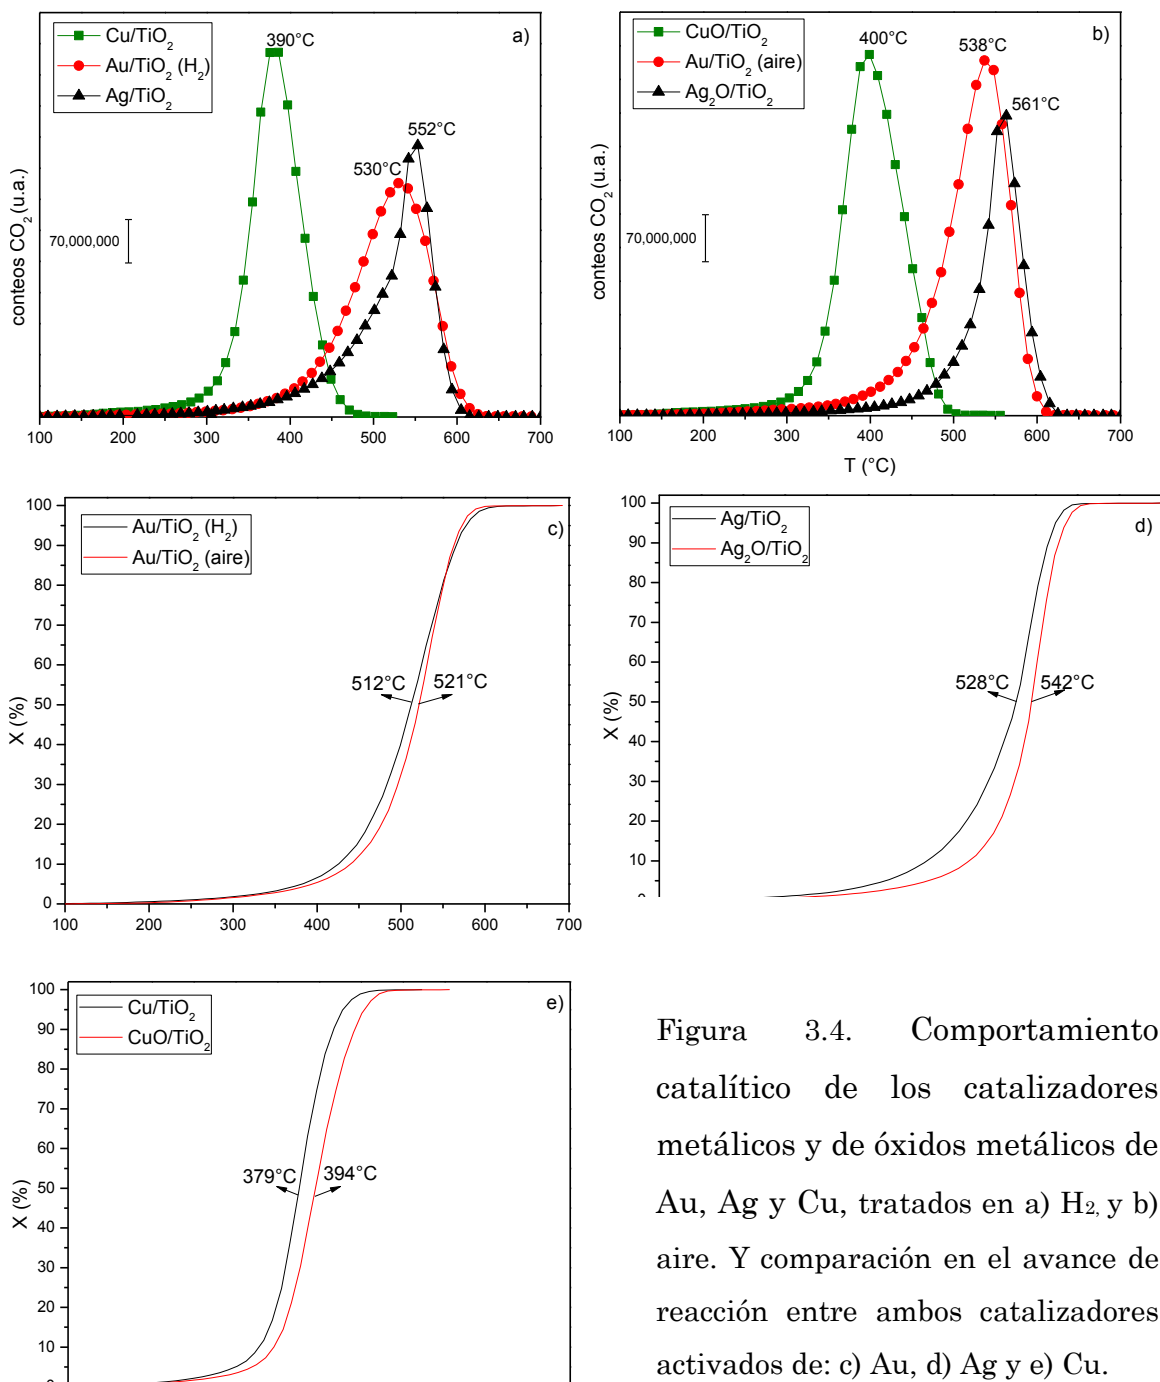 Cu/TiO2
Au/TiO2 (H2)
Ag/TiO2
a)
390°C
552°C
530°C
70,000,000
conteos CO2 (u.a.)
100 200 300 400 500 600 700
CuO/TiO2
Au/TiO2 (aire)
Ag2O/TiO2
b)
400°C
538°C
561°C
70,000,000
conteos CO2 (u.a.)
100 200 300 400 500 600 700
T (°C)
Au/TiO2 (H2)
Au/TiO2 (aire)
c)
100
90
80
70
60
50
40
30
20
10
0
512°C
521°C
X (%)
100 200 300 400 500 600 700
Ag/TiO2
Ag2O/TiO2
d)
100
90
80
70
60
50
40
30
20
10
528°C
542°C
X (%)
Cu/TiO2
CuO/TiO2
e)
100
90
80
70
60
50
40
30
20
10
379°C
394°C
X (%)
Figura 3.4. Comportamiento
catalítico de los catalizadores
metálicos y de óxidos metálicos de
Au, Ag y Cu, tratados en a) H2, y b)
aire. Y comparación en el avance de
reacción entre ambos catalizadores
activados de: c) Au, d) Ag y e) Cu.